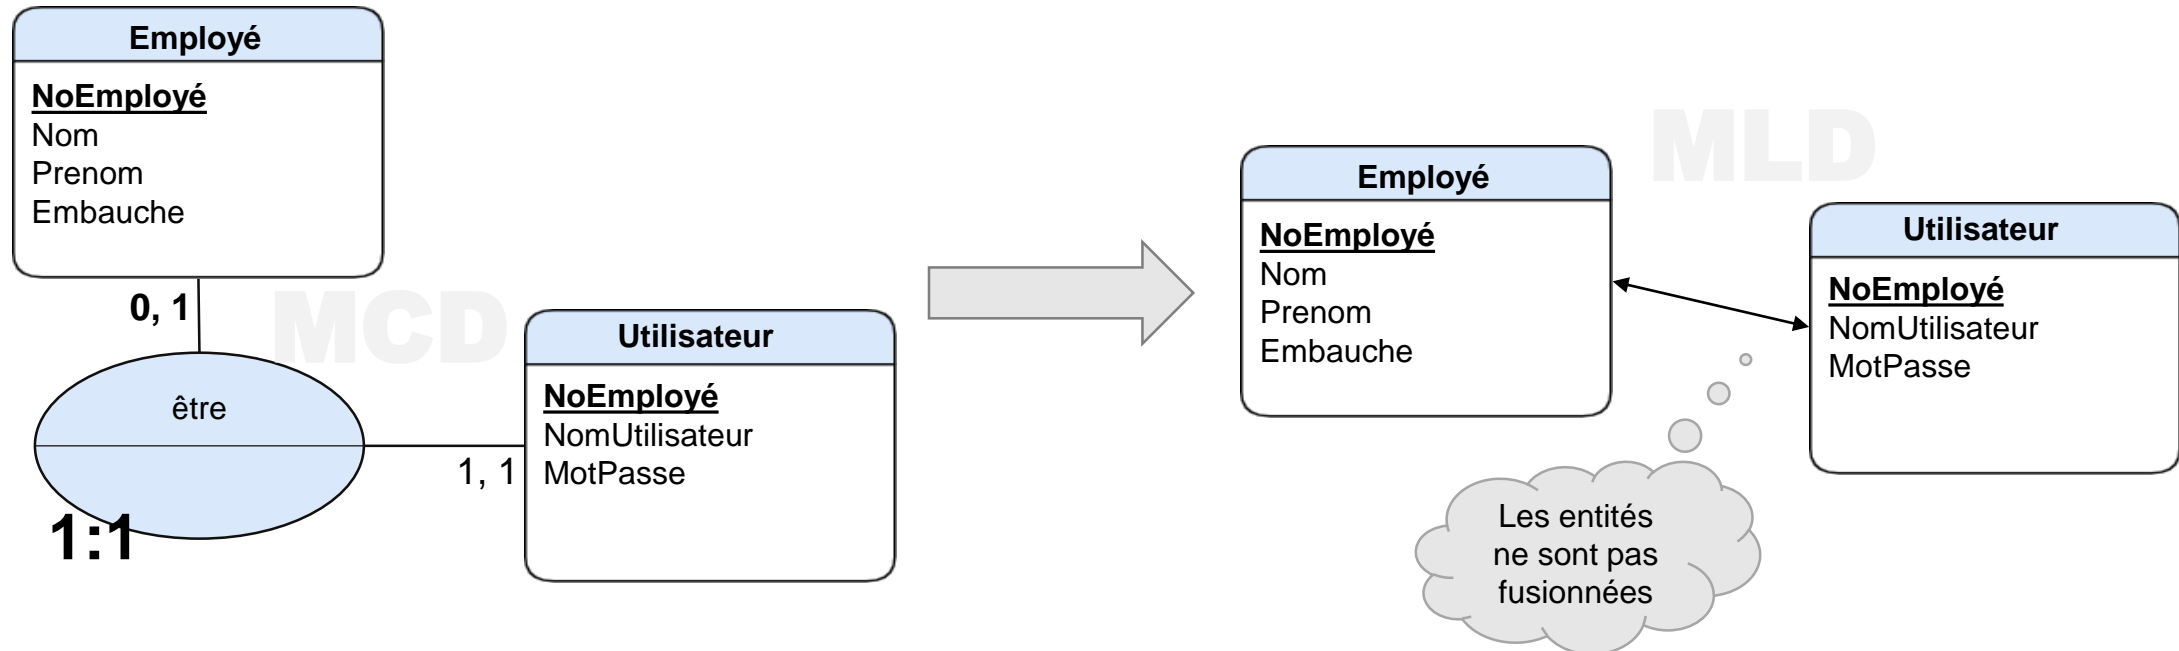 Employé
NoEmployé
Nom
Prenom
Embauche
0, 1
MCD
être
1:1
1, 1
Utilisateur
NoEmployé
NomUtilisateur
MotPasse
MLD
Employé
NoEmployé
Nom
Prenom
Embauche
Utilisateur
NoEmployé
NomUtilisateur
MotPasse
Les entités
ne sont pas
fusionnées